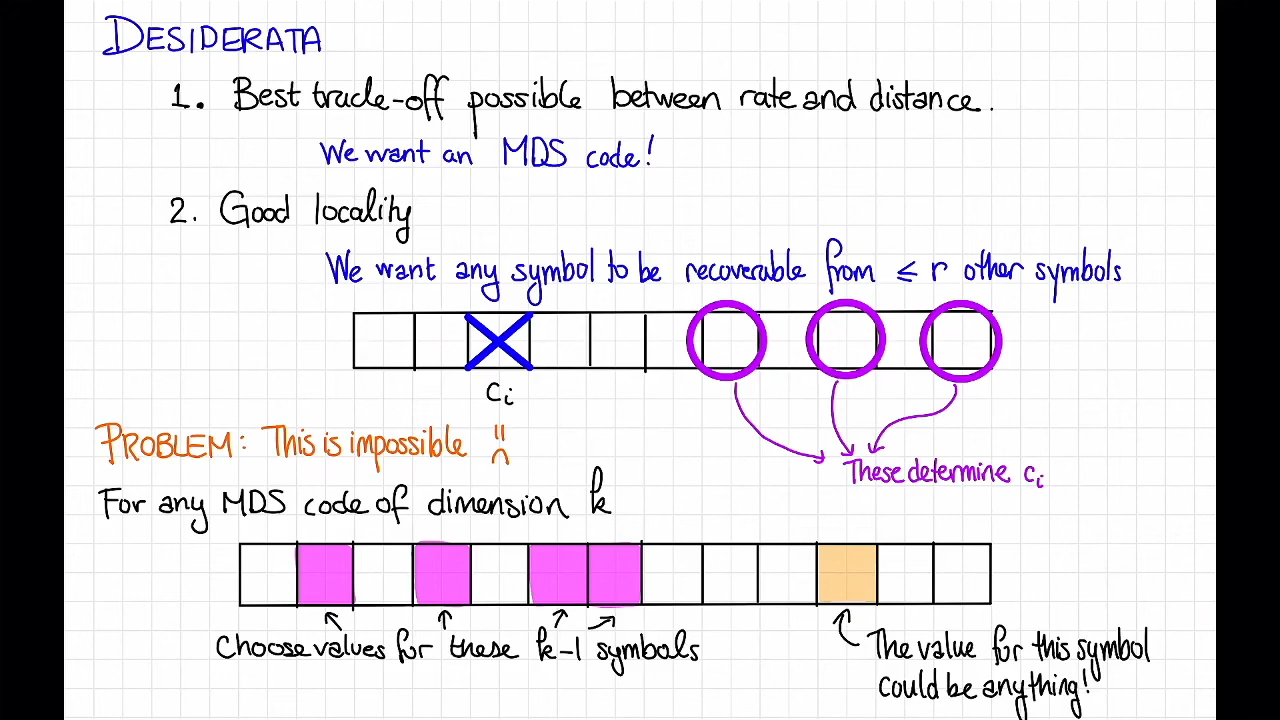 DESIDERATA
1. Best trade-off possible between rate and distance.
We want an MDS code!
2. Good locality
We want any symbol to be recoverable from ≤ r other symbols
cᵢ
PROBLEM: This is impossible :(
These determine cᵢ
For any MDS code of dimension k
Choose values for these k-1 symbols
The value for this symbol
could be anything!